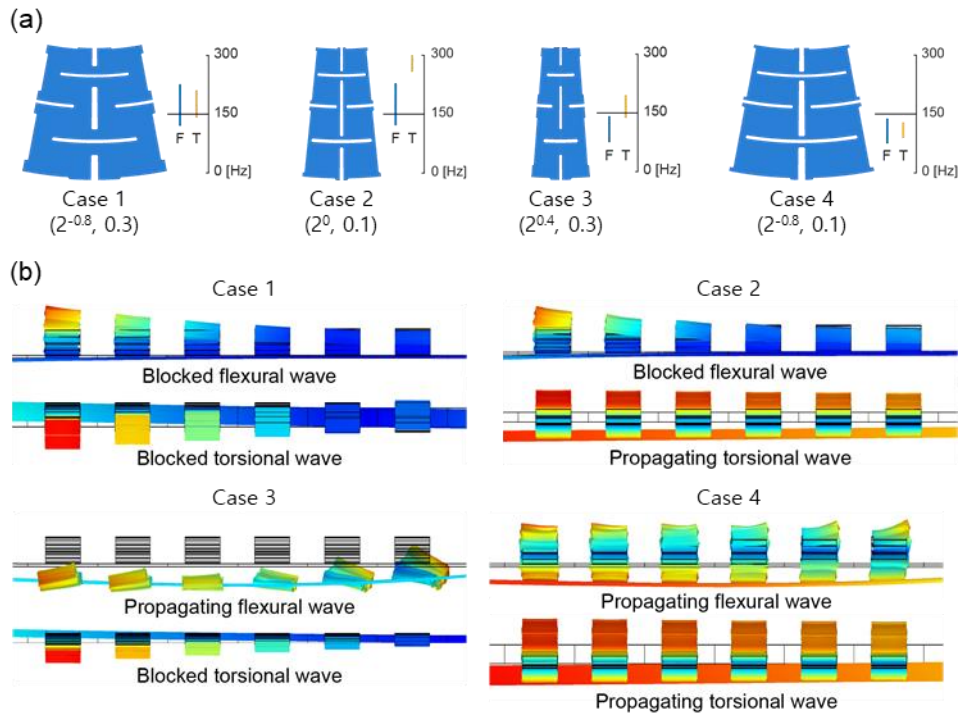 (a)
300
150
F T
0 [Hz]
Case 1
(2^-0.8, 0.3)
300
150
F T
0 [Hz]
Case 2
(2^0, 0.1)
300
150
F T
0 [Hz]
Case 3
(2^0.4, 0.3)
300
150
F T
0 [Hz]
Case 4
(2^-0.8, 0.1)
(b)
Case 1
Blocked flexural wave
Blocked torsional wave
Case 2
Blocked flexural wave
Propagating torsional wave
Case 3
Propagating flexural wave
Blocked torsional wave
Case 4
Propagating flexural wave
Propagating torsional wave